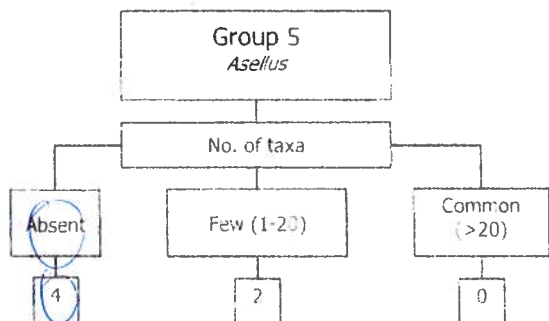 Group 5
Asellus
No. of taxa
Absent
Few (1-20)
Common
(>20)
4
2
0